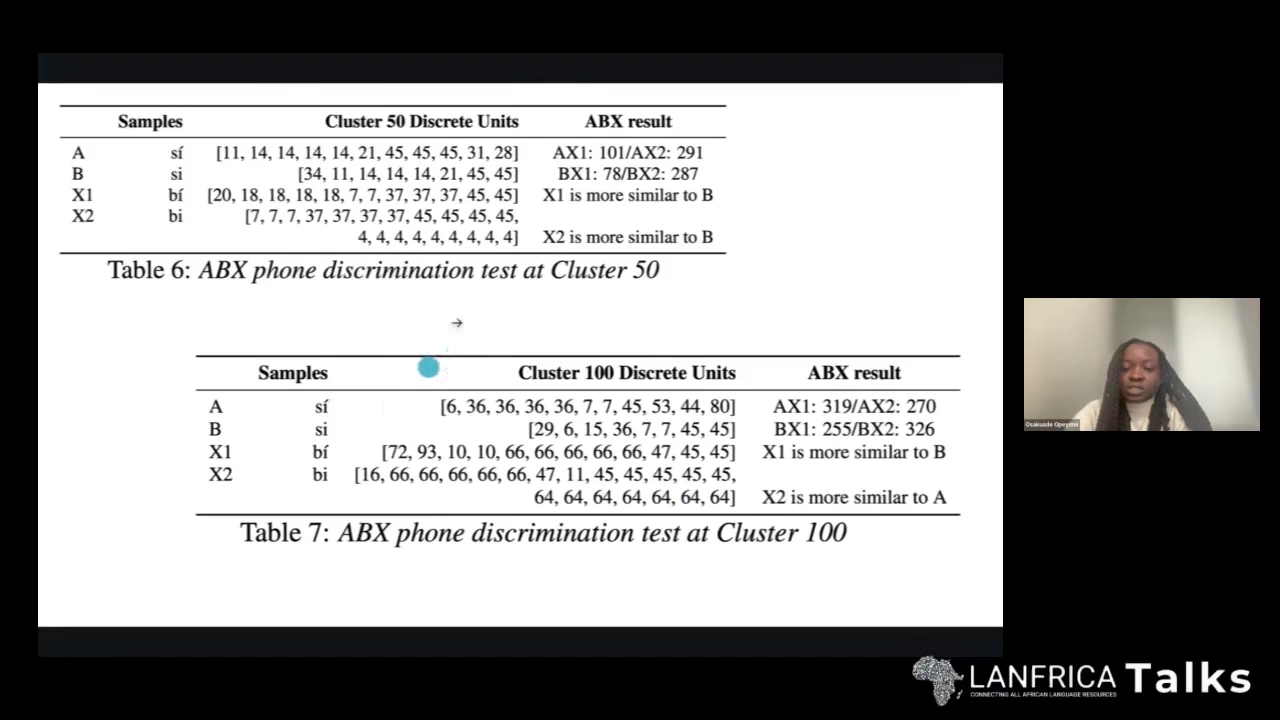 Samples Cluster 50 Discrete Units ABX result
A sí [11, 14, 14, 14, 14, 21, 45, 45, 45, 31, 28] AX1: 101/AX2: 291
B si [34, 11, 14, 14, 14, 21, 45, 45] BX1: 78/BX2: 287
X1 bí [20, 18, 18, 18, 18, 7, 7, 37, 37, 37, 45, 45] X1 is more similar to B
X2 bi [7, 7, 7, 37, 37, 37, 37, 45, 45, 45, 45,
4, 4, 4, 4, 4, 4, 4, 4, 4] X2 is more similar to B
Table 6: ABX phone discrimination test at Cluster 50
→
Samples Cluster 100 Discrete Units ABX result
A sí [6, 36, 36, 36, 36, 7, 7, 45, 53, 44, 80] AX1: 319/AX2: 270
B si [29, 6, 15, 36, 7, 7, 45, 45] BX1: 255/BX2: 326
X1 bí [72, 93, 10, 10, 66, 66, 66, 66, 66, 47, 45, 45] X1 is more similar to B
X2 bi [16, 66, 66, 66, 66, 66, 47, 11, 45, 45, 45, 45, 45,
64, 64, 64, 64, 64, 64, 64] X2 is more similar to A
Table 7: ABX phone discrimination test at Cluster 100
Osakuade Opeyemi
LANFRICA Talks
CONNECTING ALL AFRICAN LANGUAGE RESOURCES